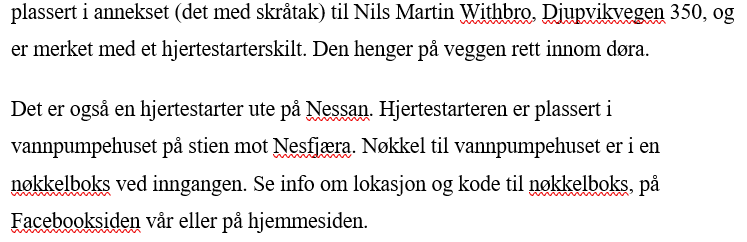 plassert i annekset (det med skråtak) til Nils Martin Withbro, Djupvikvegen 350, og
er merket med et hjertestarterskilt. Den henger på veggen rett innom døra.
Det er også en hjertestarter ute på Nessan. Hjertestarteren er plassert i
vannpumpehuset på stien mot Nesfjæra. Nøkkel til vannpumpehuset er i en
nøkkelboks ved inngangen. Se info om lokasjon og kode til nøkkelboks, på
Facebooksiden vår eller på hjemmesiden.